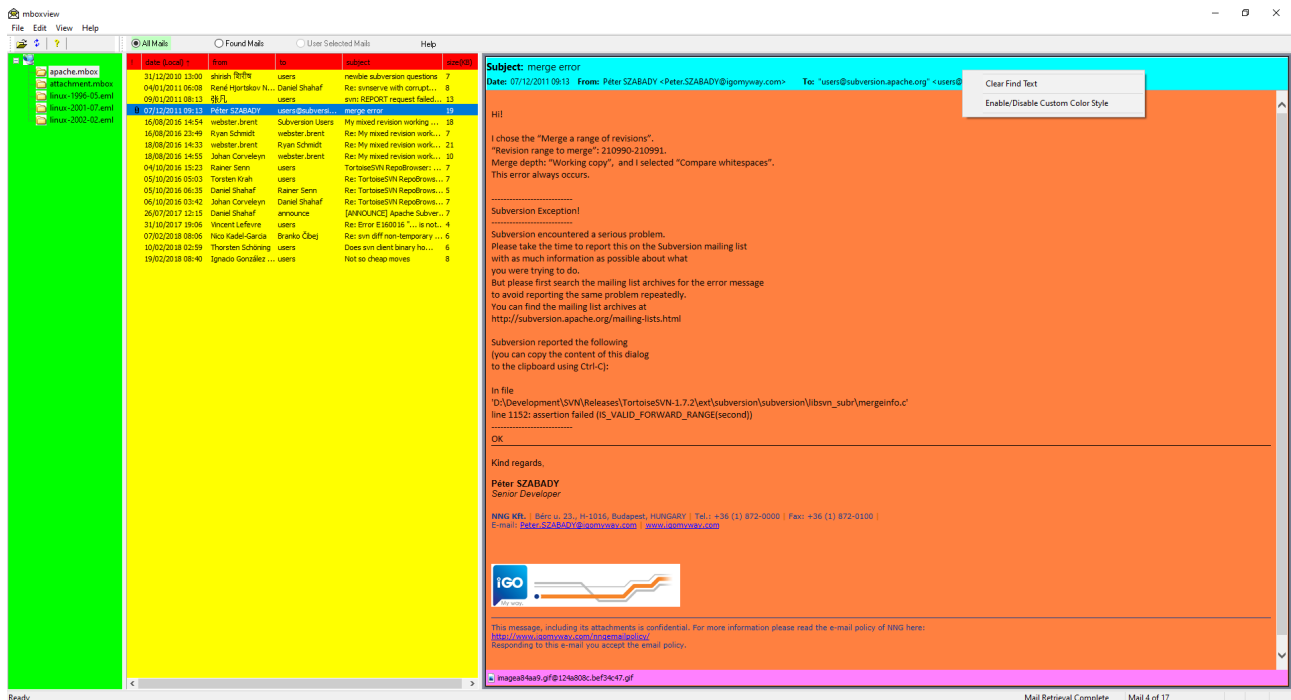 mboxview
File Edit View Help
All Mails Found Mails User Selected Mails Help
apache.mbox
attachment.mbox
linux-1996-05.eml
linux-2001-07.eml
linux-2002-02.eml
! date (Local) ↑ from to subject size(KB)
31/12/2010 13:00 shirish शिरीष users newbie subversion questions 7
04/01/2011 06:08 René Hjortskov N... Daniel Shahaf Re: svnserve with corrupt... 8
09/01/2011 08:13 张凡 users svn: REPORT request failed... 13
07/12/2011 09:13 Péter SZABADY users@subversi... merge error 19
16/08/2016 14:54 webster.brent Subversion Users My mixed revision working ... 18
16/08/2016 23:49 Ryan Schmidt webster.brent Re: My mixed revision work... 7
18/08/2016 14:33 webster.brent Ryan Schmidt Re: My mixed revision work... 21
18/08/2016 14:55 Johan Corveleyn webster.brent Re: My mixed revision work... 10
04/10/2016 15:23 Rainer Senn users TortoiseSVN RepoBrowser: ... 7
05/10/2016 05:03 Torsten Krah users Re: TortoiseSVN RepoBrows... 7
05/10/2016 06:35 Daniel Shahaf Rainer Senn Re: TortoiseSVN RepoBrows... 5
06/10/2016 03:42 Johan Corveleyn Daniel Shahaf Re: TortoiseSVN RepoBrows... 7
26/07/2017 12:15 Daniel Shahaf announce [ANNOUNCE] Apache Subver... 7
31/10/2017 19:06 Vincent Lefevre users Re: Error E160016 "... is not... 4
07/02/2018 08:06 Nico Kadel-Garcia Branko Čibej Re: svn diff non-temporary ... 6
10/02/2018 02:59 Thorsten Schöning users Does svn client binary ho... 6
19/02/2018 08:40 Ignacio González ... users Not so cheap moves 8
Subject: merge error
Date: 07/12/2011 09:13 From: Péter SZABADY <Peter.SZABADY@igomyway.com> To: "users@subversion.apache.org" <users@
Clear Find Text
Enable/Disable Custom Color Style
Hi!
I chose the “Merge a range of revisions”.
“Revision range to merge”: 210990-210991.
Merge depth: “Working copy”, and I selected “Compare whitespaces”.
This error always occurs.
---------------------------
Subversion Exception!
---------------------------
Subversion encountered a serious problem.
Please take the time to report this on the Subversion mailing list
with as much information as possible about what
you were trying to do.
But please first search the mailing list archives for the error message
to avoid reporting the same problem repeatedly.
You can find the mailing list archives at
http://subversion.apache.org/mailing-lists.html
Subversion reported the following
(you can copy the content of this dialog
to the clipboard using Ctrl-C):
In file
'D:\Development\SVN\Releases\TortoiseSVN-1.7.2\ext\subversion\subversion\libsvn_subr\mergeinfo.c'
line 1152: assertion failed (IS_VALID_FORWARD_RANGE(second))
---------------------------
OK
Kind regards,
Péter SZABADY
Senior Developer
NNG Kft. | Bérc u. 23., H-1016, Budapest, HUNGARY | Tel.: +36 (1) 872-0000 | Fax: +36 (1) 872-0100 |
E-mail: Peter.SZABADY@igomyway.com | www.igomyway.com
iGO
My way.
This message, including its attachments is confidential. For more information please read the e-mail policy of NNG here:
http://www.igomyway.com/nngemailpolicy/
Responding to this e-mail you accept the email policy.
imagea84aa9.gif@124a808c.bef34c47.gif
Ready Mail Retrieval Complete Mail 4 of 17